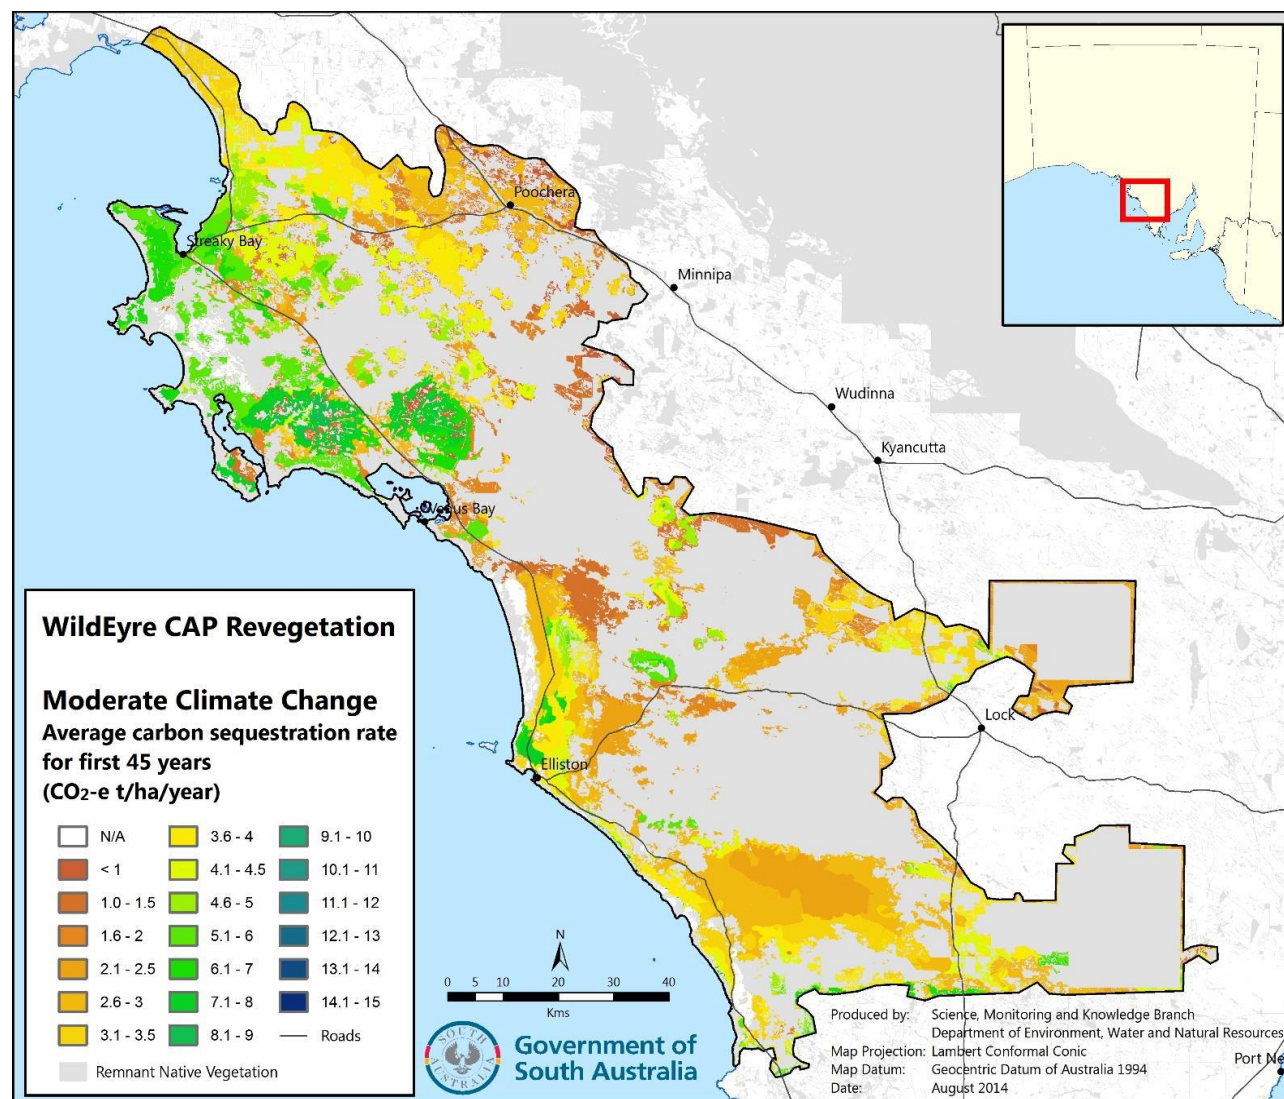 Poochera
Streaky Bay
Minnipa
Wudinna
Kyancutta
Venus Bay
Lock
Elliston
WildEyre CAP Revegetation
Moderate Climate Change
Average carbon sequestration rate
for first 45 years
(CO2-e t/ha/year)
N/A
< 1
1.0 - 1.5
1.6 - 2
2.1 - 2.5
2.6 - 3
3.1 - 3.5
3.6 - 4
4.1 - 4.5
4.6 - 5
5.1 - 6
6.1 - 7
7.1 - 8
8.1 - 9
9.1 - 10
10.1 - 11
11.1 - 12
12.1 - 13
13.1 - 14
14.1 - 15
Roads
Remnant Native Vegetation
N
0 5 10 20 30 40
Kms
SOUTH
AUSTRALIA
Government of
South Australia
Produced by: Science, Monitoring and Knowledge Branch
Department of Environment, Water and Natural Resources
Map Projection: Lambert Conformal Conic
Map Datum: Geocentric Datum of Australia 1994
Date: August 2014
Port Ne